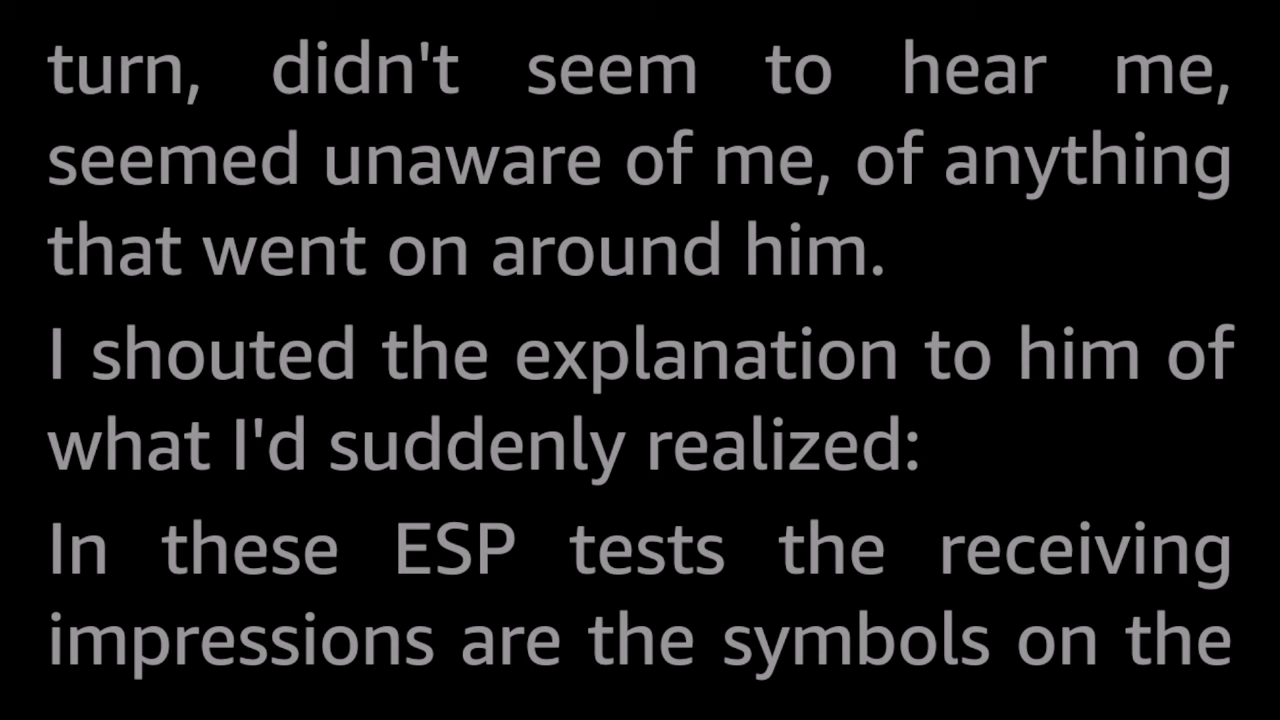 turn, didn't seem to hear me,
seemed unaware of me, of anything
that went on around him.
I shouted the explanation to him of
what I'd suddenly realized:
In these ESP tests the receiving
impressions are the symbols on the